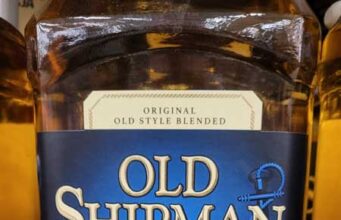 ORIGINAL
OLD STYLE BLENDED
OLD
SHIPMAN